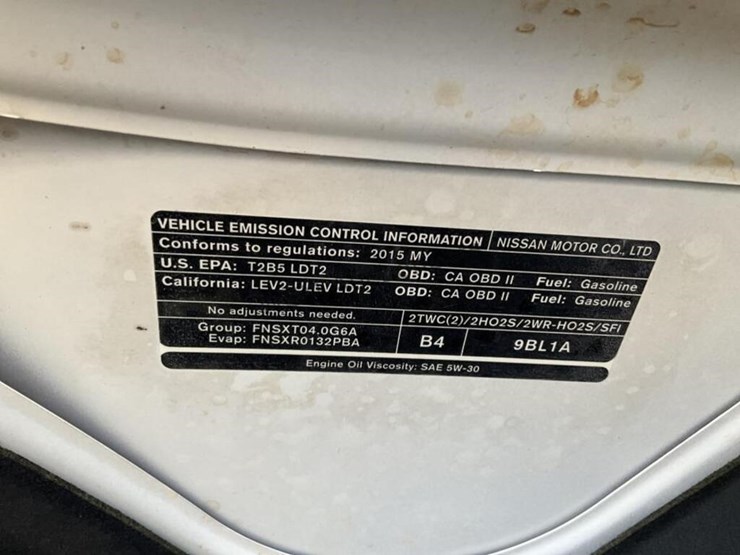 VEHICLE EMISSION CONTROL INFORMATION NISSAN MOTOR CO., LTD
Conforms to regulations: 2015 MY
U.S. EPA: T2B5 LDT2 OBD: CA OBD II Fuel: Gasoline
California: LEV2-ULEV LDT2 OBD: CA OBD II Fuel: Gasoline
No adjustments needed. 2TWC(2)/2HO2S/2WR-HO2S/SFI
Group: FNSXT04.0G6A
Evap: FNSXR0132PBA B4 9BL1A
Engine Oil Viscosity: SAE 5W-30